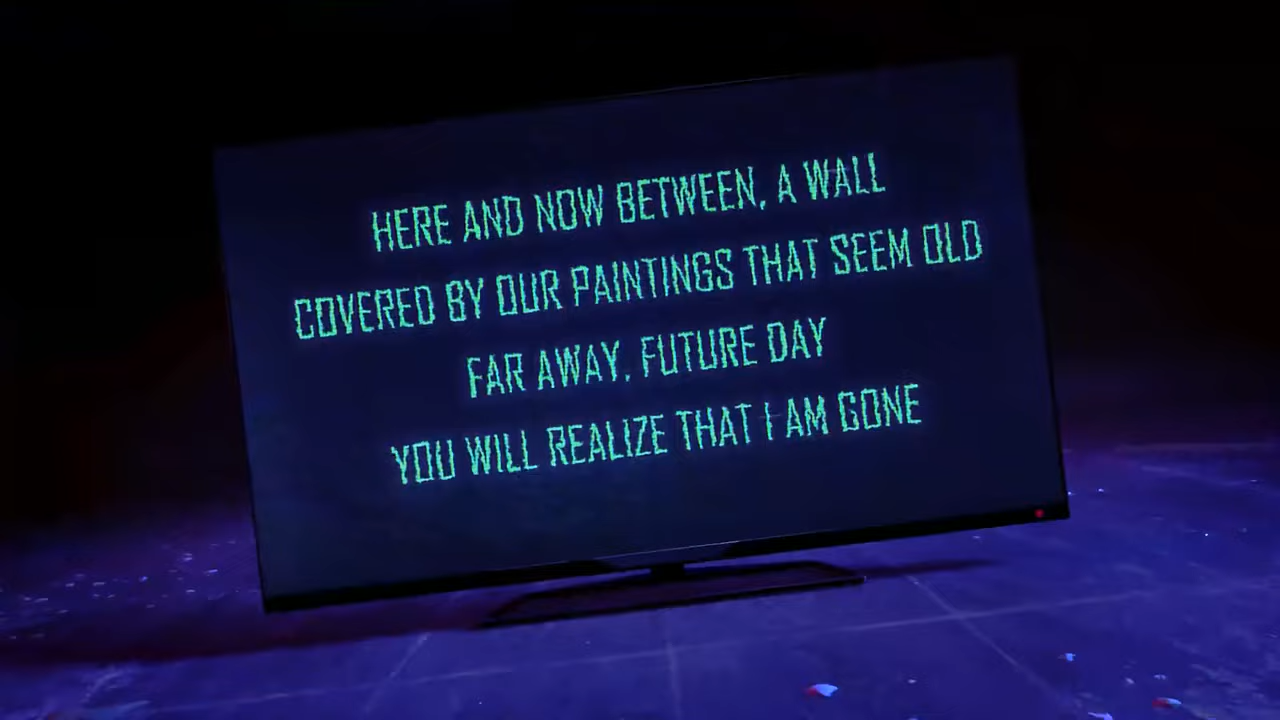 HERE AND NOW BETWEEN, A WALL
COVERED BY OUR PAINTINGS THAT SEEM OLD
FAR AWAY, FUTURE DAY
YOU WILL REALIZE THAT I AM GONE